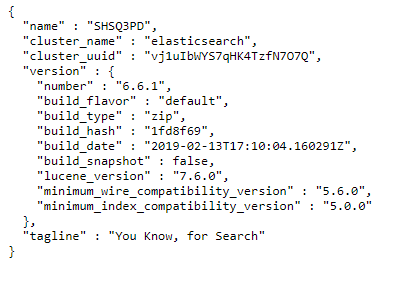 {
"name" : "SHSQ3PD",
"cluster_name" : "elasticsearch",
"cluster_uuid" : "vj1uIbWYS7qHK4TzfN7O7Q",
"version" : {
"number" : "6.6.1",
"build_flavor" : "default",
"build_type" : "zip",
"build_hash" : "1fd8f69",
"build_date" : "2019-02-13T17:10:04.160291Z",
"build_snapshot" : false,
"lucene_version" : "7.6.0",
"minimum_wire_compatibility_version" : "5.6.0",
"minimum_index_compatibility_version" : "5.0.0"
},
"tagline" : "You Know, for Search"
}